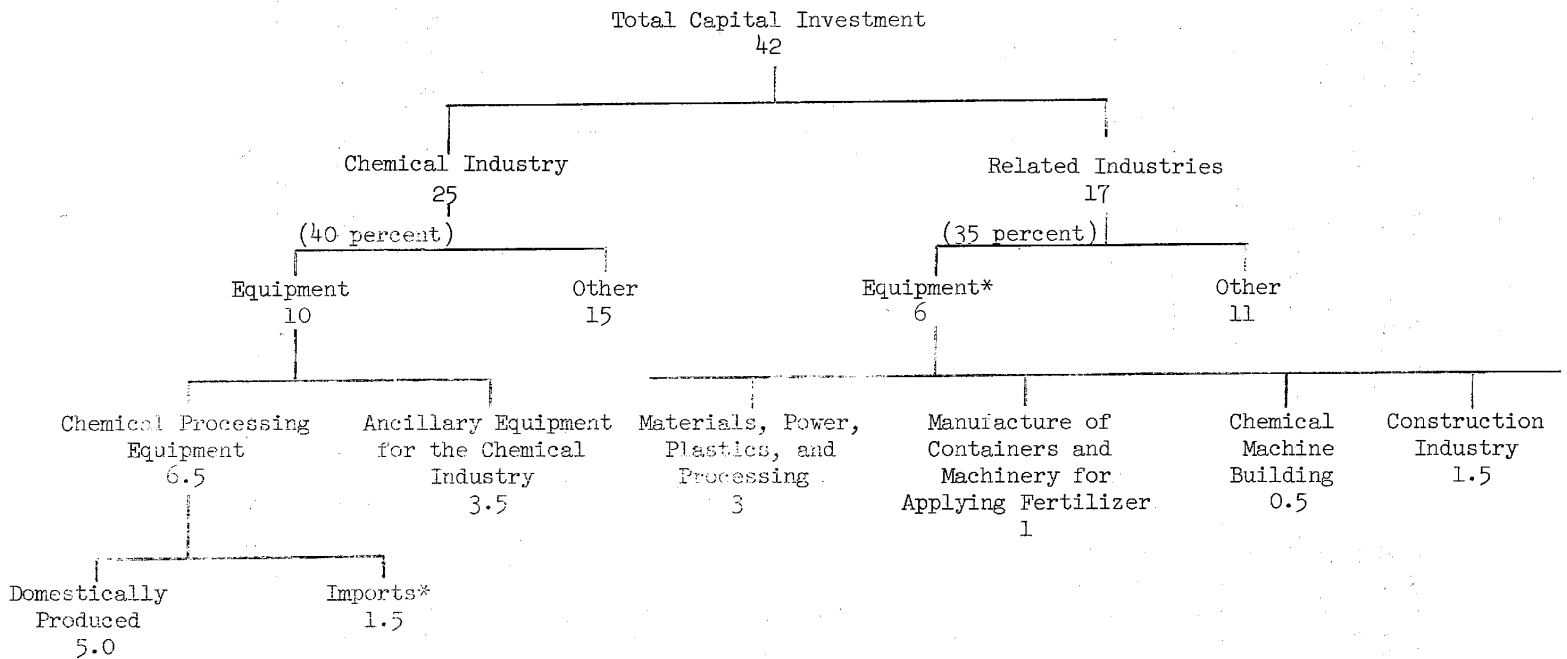 Total Capital Investment
42
Chemical Industry
25
Related Industries
17
(40 percent)
(35 percent)
Equipment
10
Other
15
Equipment*
6
Other
11
Chemical Processing
Equipment
6.5
Ancillary Equipment
for the Chemical
Industry
3.5
Materials, Power,
Plastics, and
Processing
3
Manufacture of
Containers and
Machinery for
Applying Fertilizer
1
Chemical
Machine
Building
0.5
Construction
Industry
1.5
Domestically
Produced
5.0
Imports*
1.5